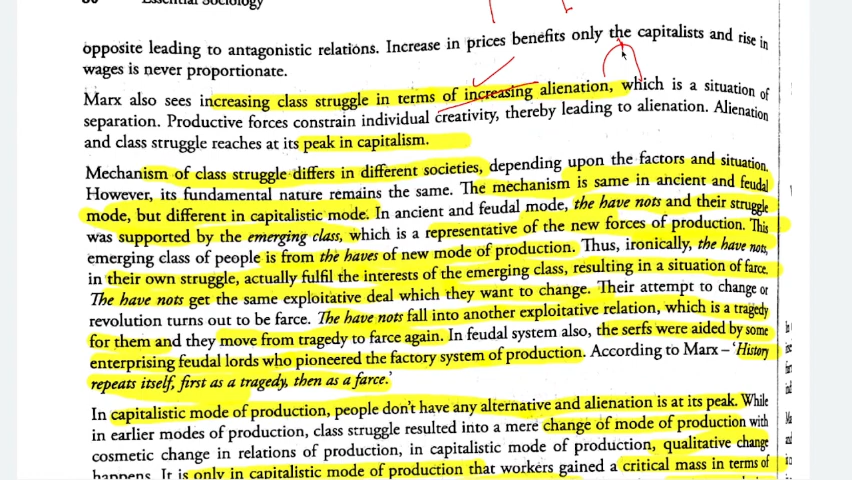 Essential Sociology
opposite leading to antagonistic relations. Increase in prices benefits only the capitalists and rise in
wages is never proportionate.
Marx also sees increasing class struggle in terms of increasing alienation, which is a situation of
separation. Productive forces constrain individual creativity, thereby leading to alienation. Alienation
and class struggle reaches at its peak in capitalism.
Mechanism of class struggle differs in different societies, depending upon the factors and situation.
However, its fundamental nature remains the same. The mechanism is same in ancient and feudal
mode, but different in capitalistic mode. In ancient and feudal mode, the have nots and their struggle
was supported by the emerging class, which is a representative of the new forces of production. This
emerging class of people is from the haves of new mode of production. Thus, ironically, the have nots,
in their own struggle, actually fulfil the interests of the emerging class, resulting in a situation of farce.
The have nots get the same exploitative deal which they want to change. Their attempt to change or
revolution turns out to be farce. The have nots fall into another exploitative relation, which is a tragedy
for them and they move from tragedy to farce again. In feudal system also, the serfs were aided by some
enterprising feudal lords who pioneered the factory system of production. According to Marx – 'History
repeats itself, first as a tragedy, then as a farce.'
In capitalistic mode of production, people don't have any alternative and alienation is at its peak. While
in earlier modes of production, class struggle resulted into a mere change of mode of production with
cosmetic change in relations of production, in capitalistic mode of production, qualitative change
happens. It is only in capitalistic mode of production that workers gained a critical mass in terms of